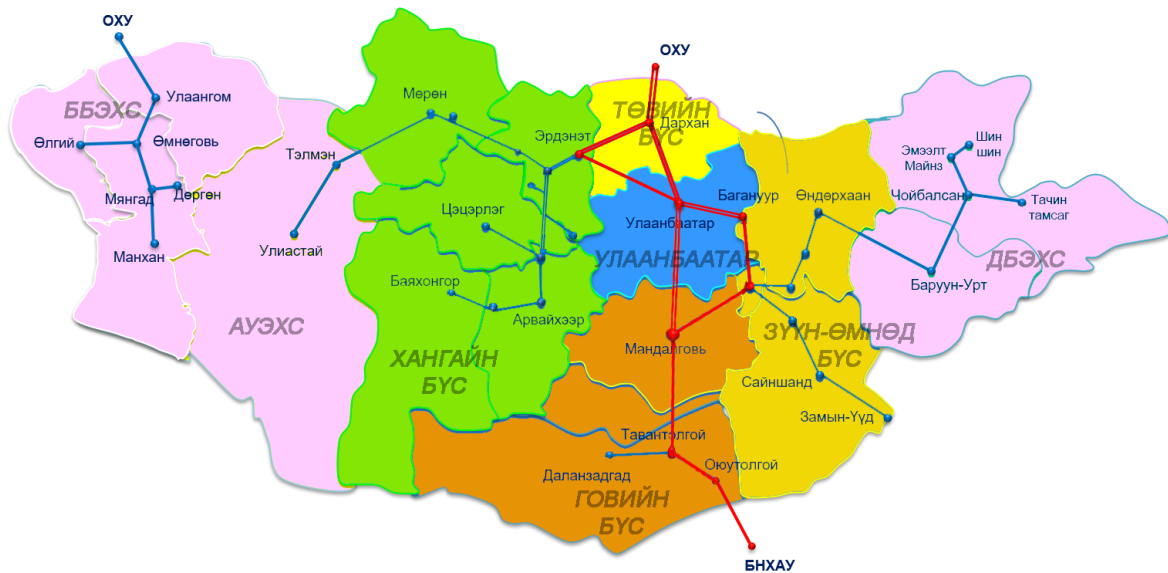 ОХУ
ОХУ
ББЭХС
Улаангом
Өлгий
Өмнөговь
Мянгад
Дөргөн
Манхан
Тэлмэн
Улиастай
АУЭХС
Мөрөн
Эрдэнэт
Цэцэрлэг
Баяхонгор
Арвайхээр
ХАНГАЙН
БҮС
ТӨВИЙН
БҮС
Дархан
Улаанбаатар
УЛААНБААТАР
Багануур
Өндөрхаан
Мандалговь
ЗҮҮН-ӨМНӨД
БҮС
Сайншанд
Замын-Үүд
Тавантолгой
Даланзадгад
Оюутолгой
ГОВИЙН
БҮС
БНХАУ
Шин
шин
Эмээлт
Майнз
Чойбалсан
Тачин
тамсаг
ДБЭХС
Баруун-Урт